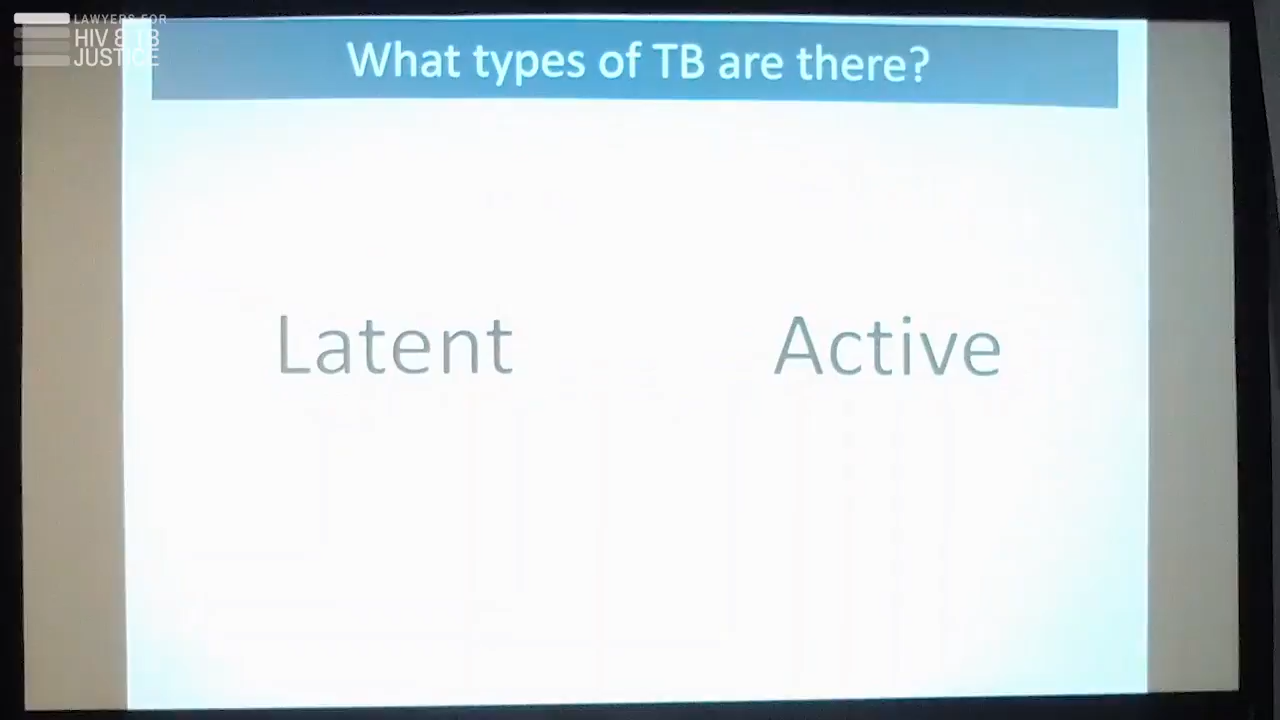 LAWYERS FOR
HIV & TB
JUSTICE
What types of TB are there?
Latent
Active